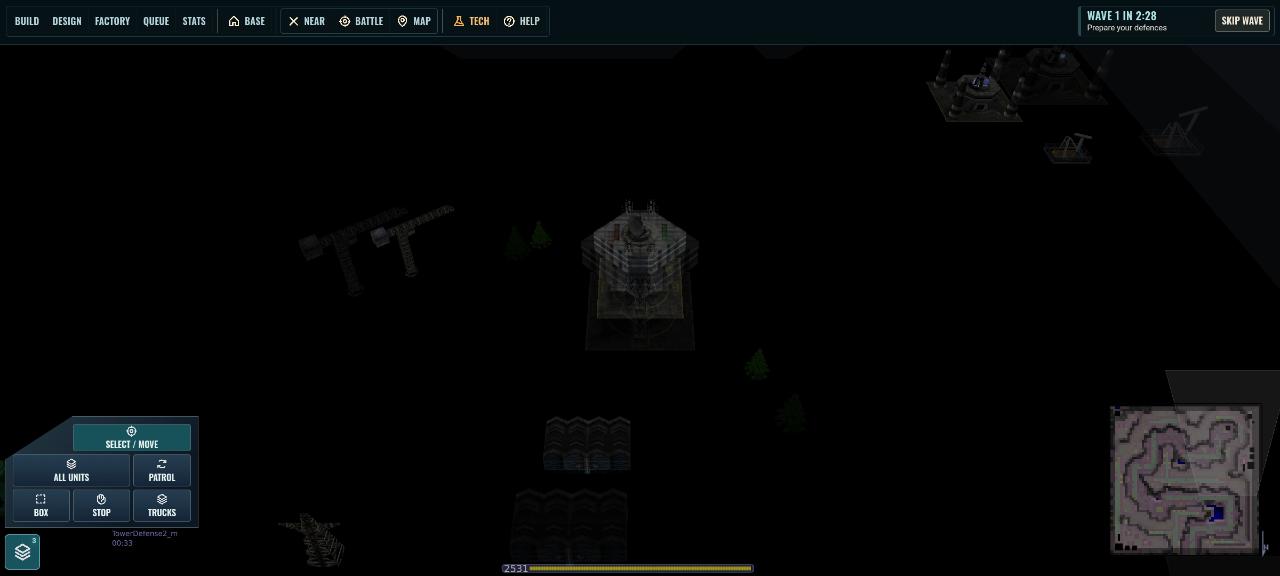 BUILD DESIGN FACTORY QUEUE STATS BASE NEAR BATTLE MAP TECH HELP
WAVE 1 IN 2:28
Prepare your defences
SKIP WAVE
SELECT / MOVE
ALL UNITS PATROL
BOX STOP TRUCKS
TowerDefense2_m
00:33
3
2531
N